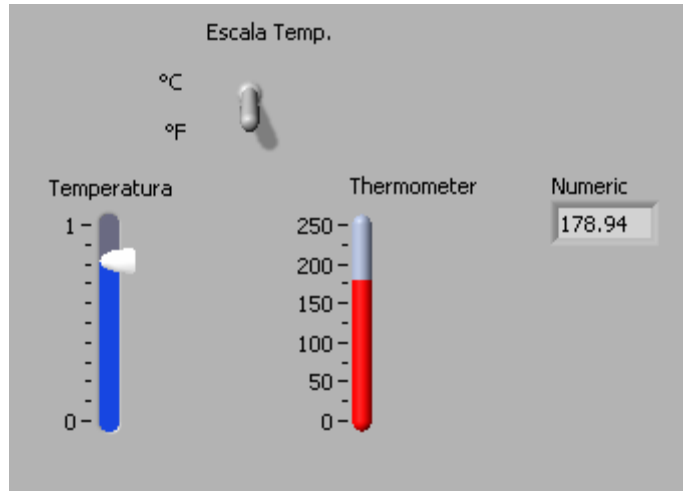 Escala Temp.
°C
°F
Temperatura
1
0
Thermometer
250
200
150
100
50
0
Numeric
178.94